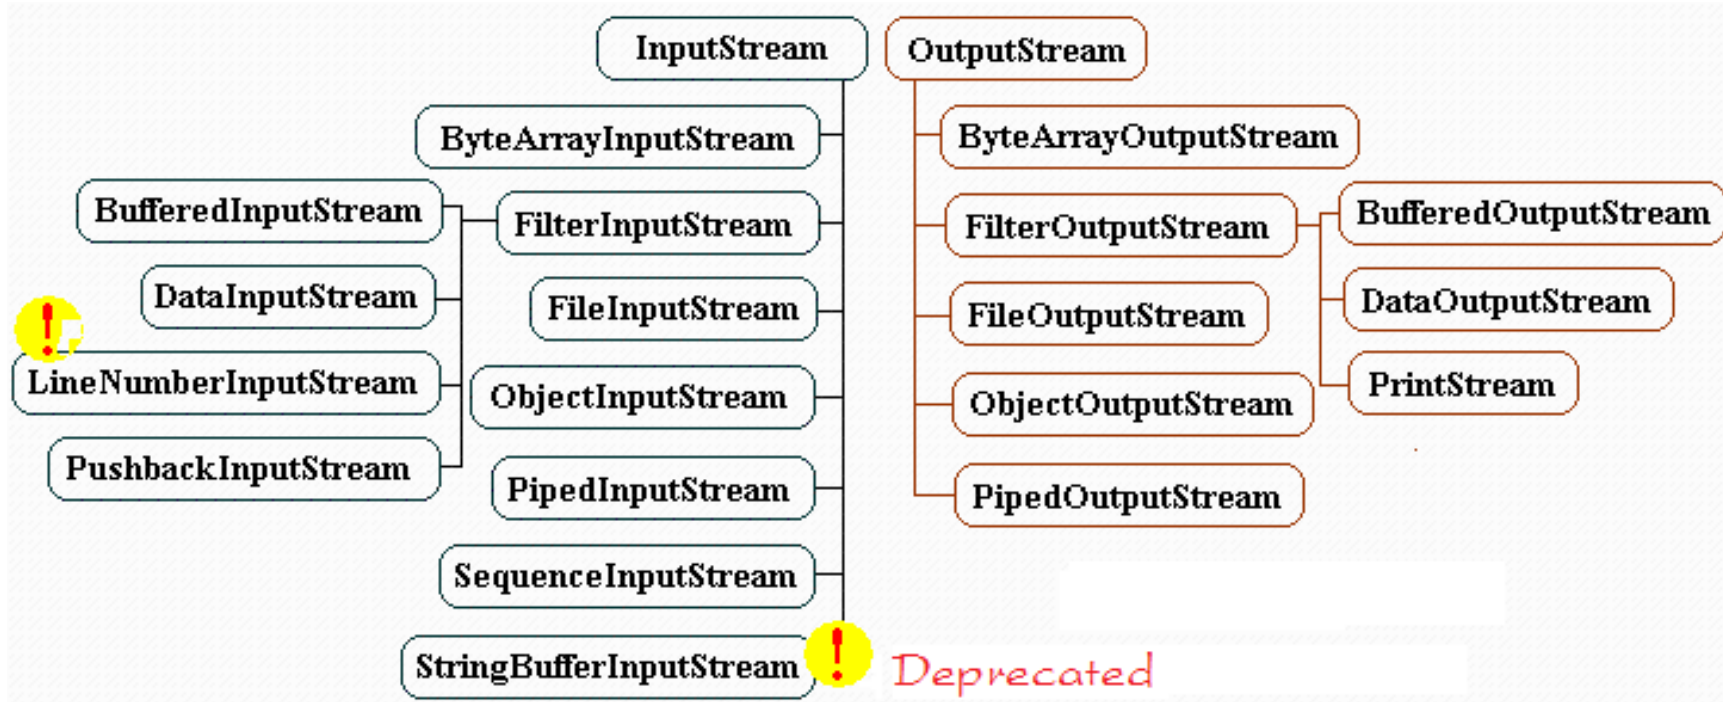 InputStream
OutputStream
ByteArrayInputStream
ByteArrayOutputStream
BufferedInputStream
FilterInputStream
FilterOutputStream
BufferedOutputStream
DataInputStream
FileInputStream
FileOutputStream
DataOutputStream
!
LineNumberInputStream
ObjectInputStream
ObjectOutputStream
PrintStream
PushbackInputStream
PipedInputStream
PipedOutputStream
SequenceInputStream
StringBufferInputStream
!
Deprecated